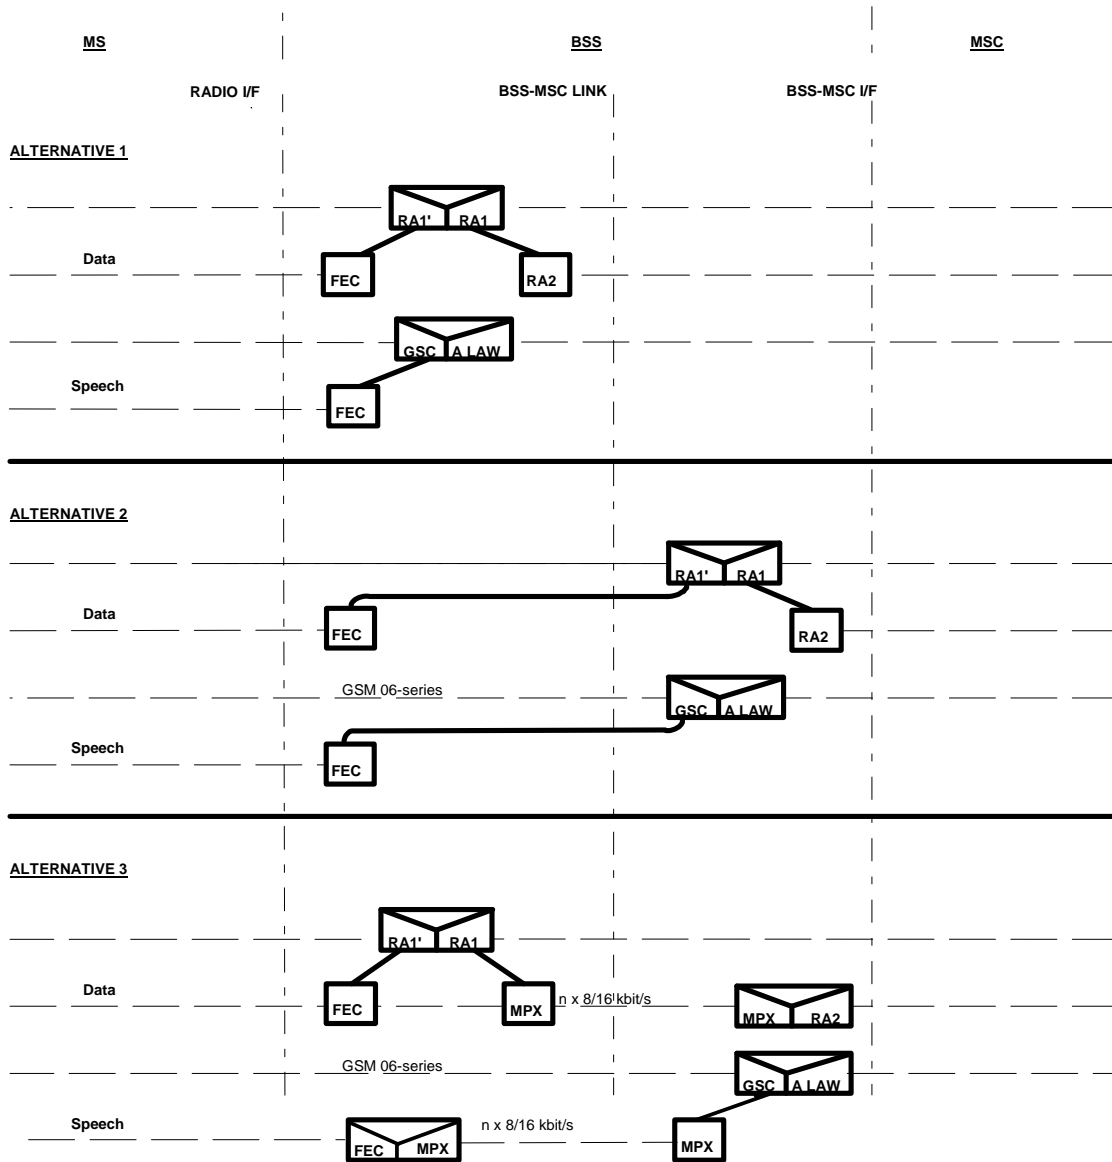 MS BSS MSC
RADIO I/F BSS-MSC LINK BSS-MSC I/F
ALTERNATIVE 1
RA1' RA1
Data
FEC RA2
GSC A LAW
Speech
FEC
ALTERNATIVE 2
RA1' RA1
Data
FEC RA2
GSM 06-series
GSC A LAW
Speech
FEC
ALTERNATIVE 3
RA1' RA1
Data
FEC MPX n x 8/16 kbit/s MPX RA2
GSM 06-series
GSC A LAW
Speech
FEC MPX n x 8/16 kbit/s MPX